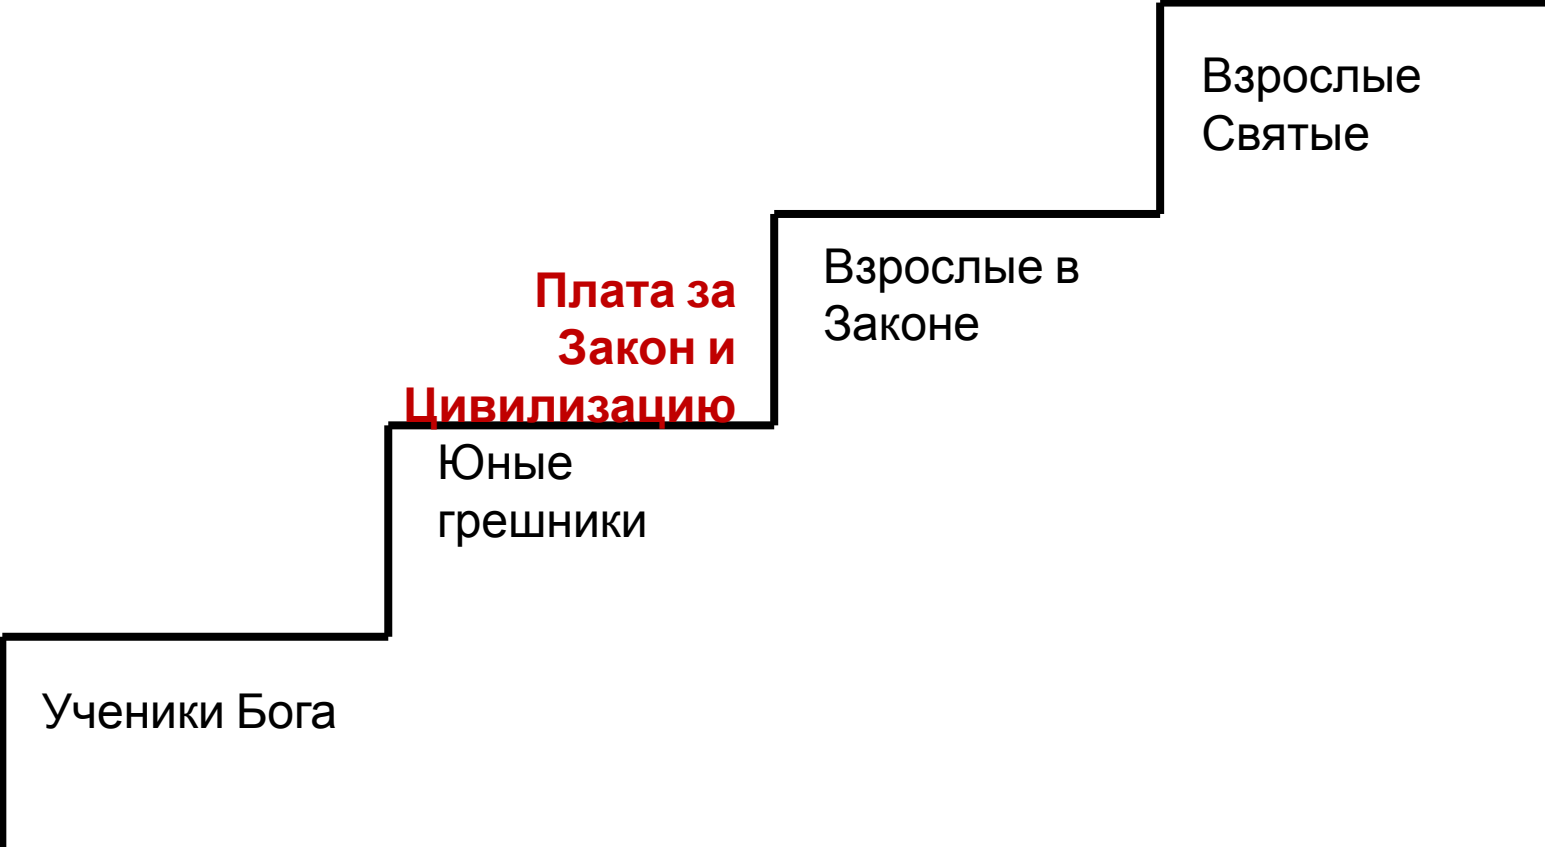 Взрослые
Святые
Взрослые в
Законе
Плата за
Закон и
Цивилизацию
Юные
грешники
Ученики Бога